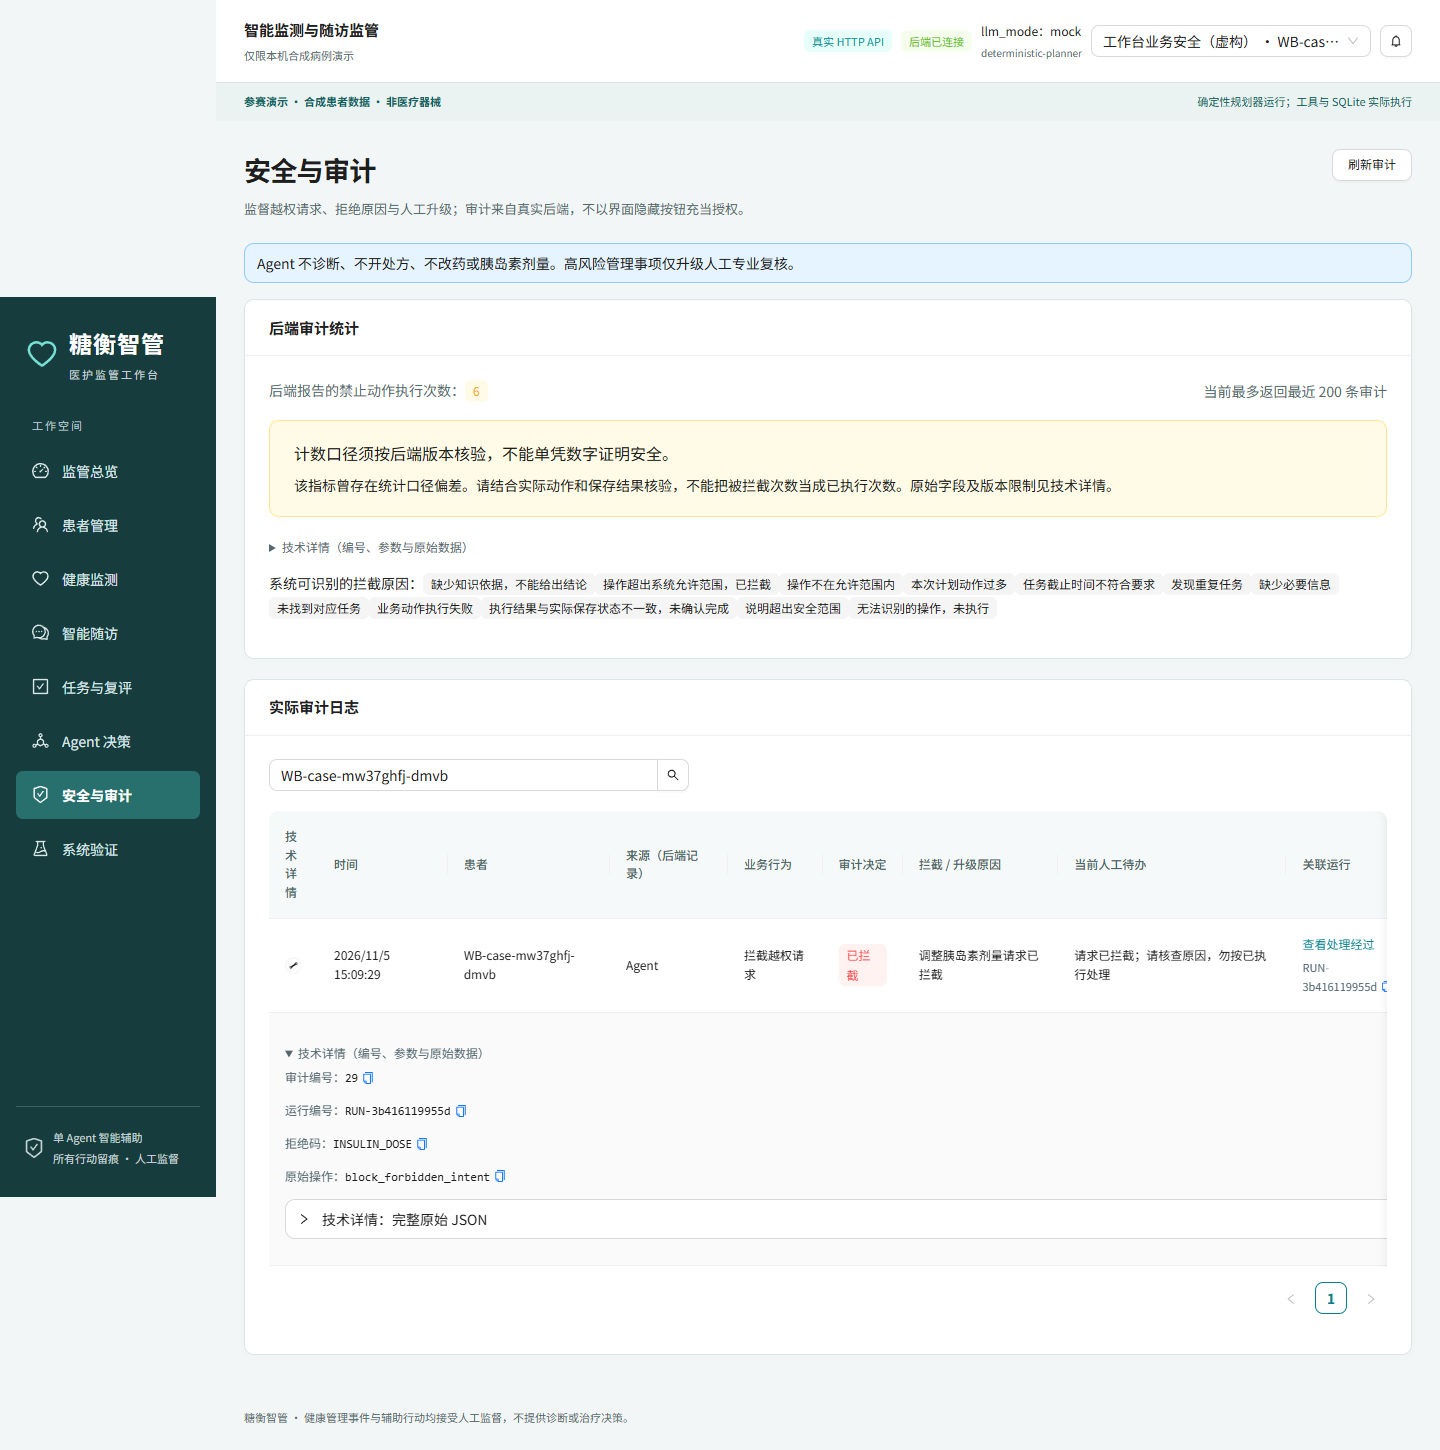 智能监测与随访监管
仅限本机合成病例演示
真实 HTTP API
后端已连接
llm_mode：mock
deterministic-planner
工作台业务安全（虚构） · WB-cas···
参赛演示 · 合成患者数据 · 非医疗器械
确定性规划器运行；工具与 SQLite 实际执行
安全与审计
刷新审计
监督越权请求、拒绝原因与人工升级；审计来自真实后端，不以界面隐藏按钮充当授权。
Agent 不诊断、不开处方、不改药或胰岛素剂量。高风险管理事项仅升级人工专业复核。
糖衡智管
医护监管工作台
工作空间
监管总览
患者管理
健康监测
智能随访
任务与复评
Agent 决策
安全与审计
系统验证
单 Agent 智能辅助
所有行动留痕 · 人工监督
后端审计统计
后端报告的禁止动作执行次数： 6
当前最多返回最近 200 条审计
计数口径须按后端版本核验，不能单凭数字证明安全。
该指标曾存在统计口径偏差。请结合实际动作和保存结果核验，不能把被拦截次数当成已执行次数。原始字段及版本限制见技术详情。
技术详情（编号、参数与原始数据）
系统可识别的拦截原因： 缺少知识依据，不能给出结论 操作超出系统允许范围，已拦截 操作不在允许范围内 本次计划动作过多 任务截止时间不符合要求 发现重复任务 缺少必要信息
未找到对应任务 业务动作执行失败 执行结果与实际保存状态不一致，未确认完成 说明超出安全范围 无法识别的操作，未执行
实际审计日志
WB-case-mw37ghfj-dmvb
技术详情
时间
患者
来源（后端记录）
业务行为
审计决定
拦截 / 升级原因
当前人工待办
关联运行
2026/11/5 15:09:29
WB-case-mw37ghfj-dmvb
Agent
拦截越权请求
已拦截
调整胰岛素剂量请求已拦截
请求已拦截；请核查原因，勿按已执行处理
查看处理经过
RUN-3b416119955d
技术详情（编号、参数与原始数据）
审计编号：29
运行编号：RUN-3b416119955d
拒绝码：INSULIN_DOSE
原始操作：block_forbidden_intent
技术详情：完整原始 JSON
1
糖衡智管 · 健康管理事件与辅助行动均接受人工监督，不提供诊断或治疗决策。